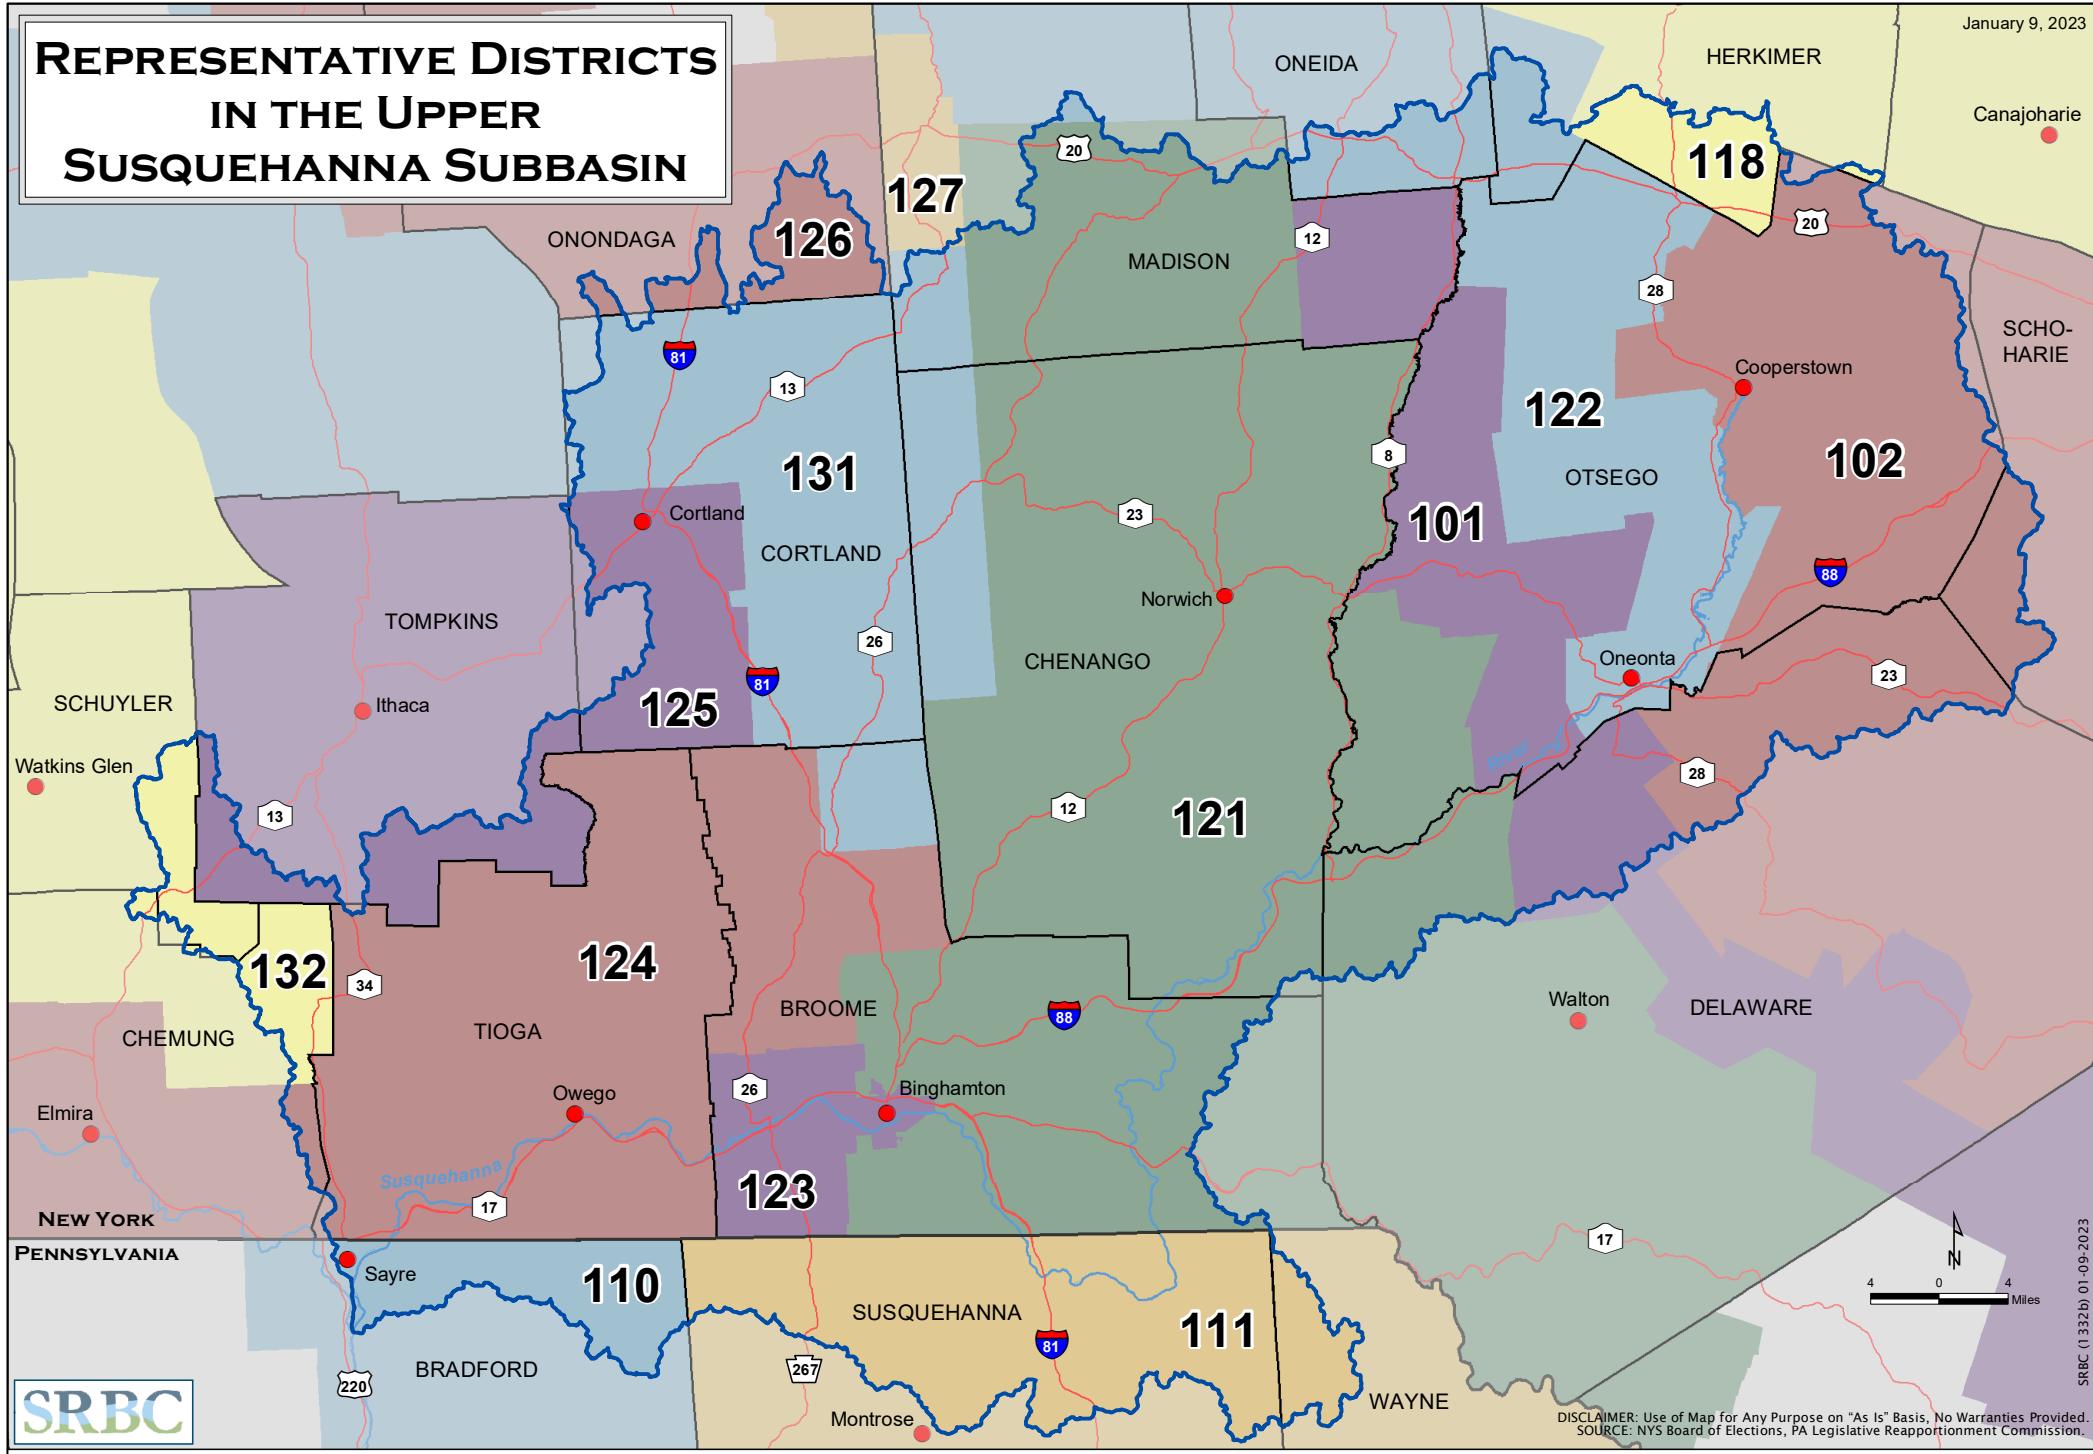 REPRESENTATIVE DISTRICTS
IN THE UPPER
SUSQUEHANNA SUBBASIN
January 9, 2023
HERKIMER
ONEIDA
Canajoharie
20
118
127
20
126
ONONDAGA
12
MADISON
28
SCHO-
HARIE
81
13
Cooperstown
122
8
131
102
OTSEGO
Cortland
23
101
CORTLAND
88
Norwich
TOMPKINS
26
CHENANGO
Oneonta
23
81
SCHUYLER
Ithaca
125
River
Watkins Glen
28
13
12
121
124
132
34
Walton
DELAWARE
BROOME
88
TIOGA
CHEMUNG
26
Binghamton
Owego
Elmira
Susquehanna
123
17
NEW YORK
PENNSYLVANIA
17
N
Sayre
110
4 0 4
Miles
SUSQUEHANNA
111
81
BRADFORD
267
220
WAYNE
SRBC
Montrose
DISCLAIMER: Use of Map for Any Purpose on "As Is" Basis, No Warranties Provided.
SOURCE: NYS Board of Elections, PA Legislative Reapportionment Commission.
SRBC (1332b) 01-09-2023